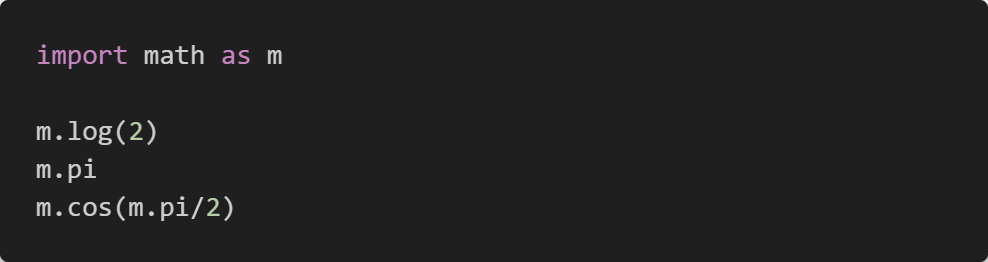 import math as m
m.log(2)
m.pi
m.cos(m.pi/2)